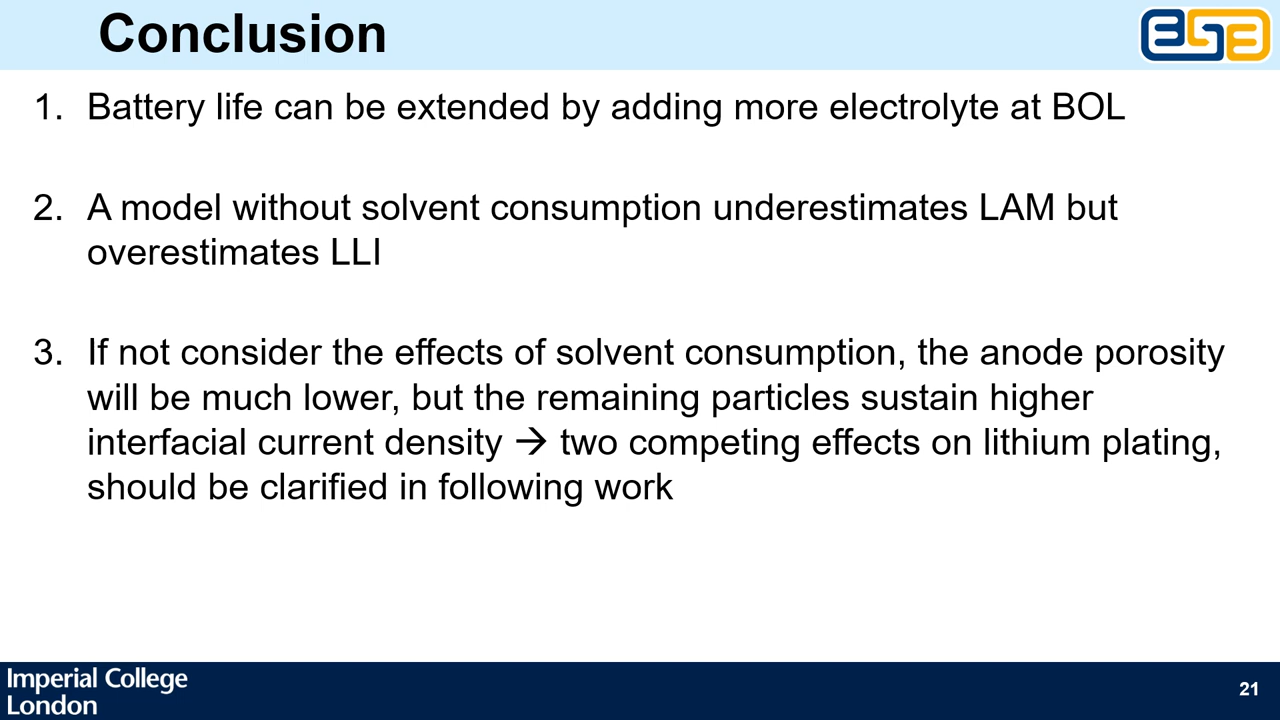 Conclusion
1. Battery life can be extended by adding more electrolyte at BOL
2. A model without solvent consumption underestimates LAM but
overestimates LLI
3. If not consider the effects of solvent consumption, the anode porosity
will be much lower, but the remaining particles sustain higher
interfacial current density → two competing effects on lithium plating,
should be clarified in following work
Imperial College
London
21